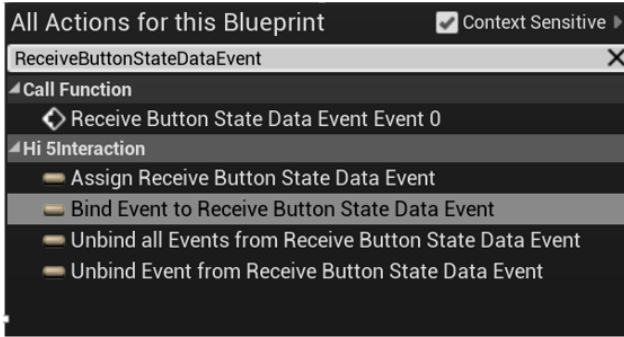 All Actions for this Blueprint Context Sensitive
ReceiveButtonStateDataEvent
Call Function
Receive Button State Data Event Event 0
Hi 5Interaction
Assign Receive Button State Data Event
Bind Event to Receive Button State Data Event
Unbind all Events from Receive Button State Data Event
Unbind Event from Receive Button State Data Event